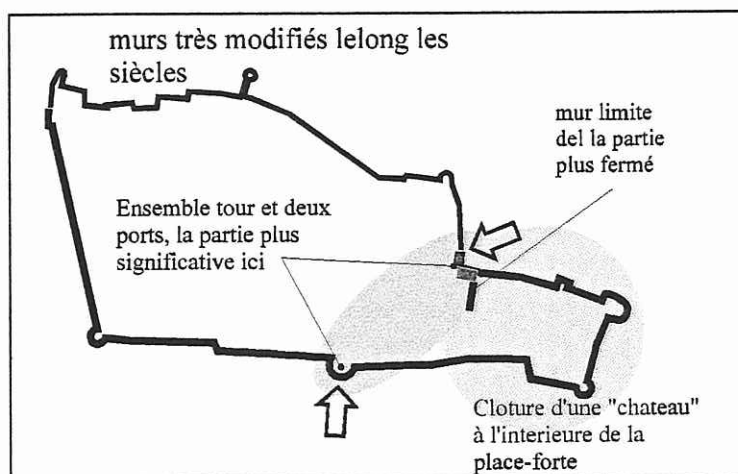 murs très modifiés lelong les
siècles
mur limite
del la partie
plus fermé
Ensemble tour et deux
ports, la partie plus
significative ici
Cloture d'une "chateau"
à l'interieure de la
place-forte